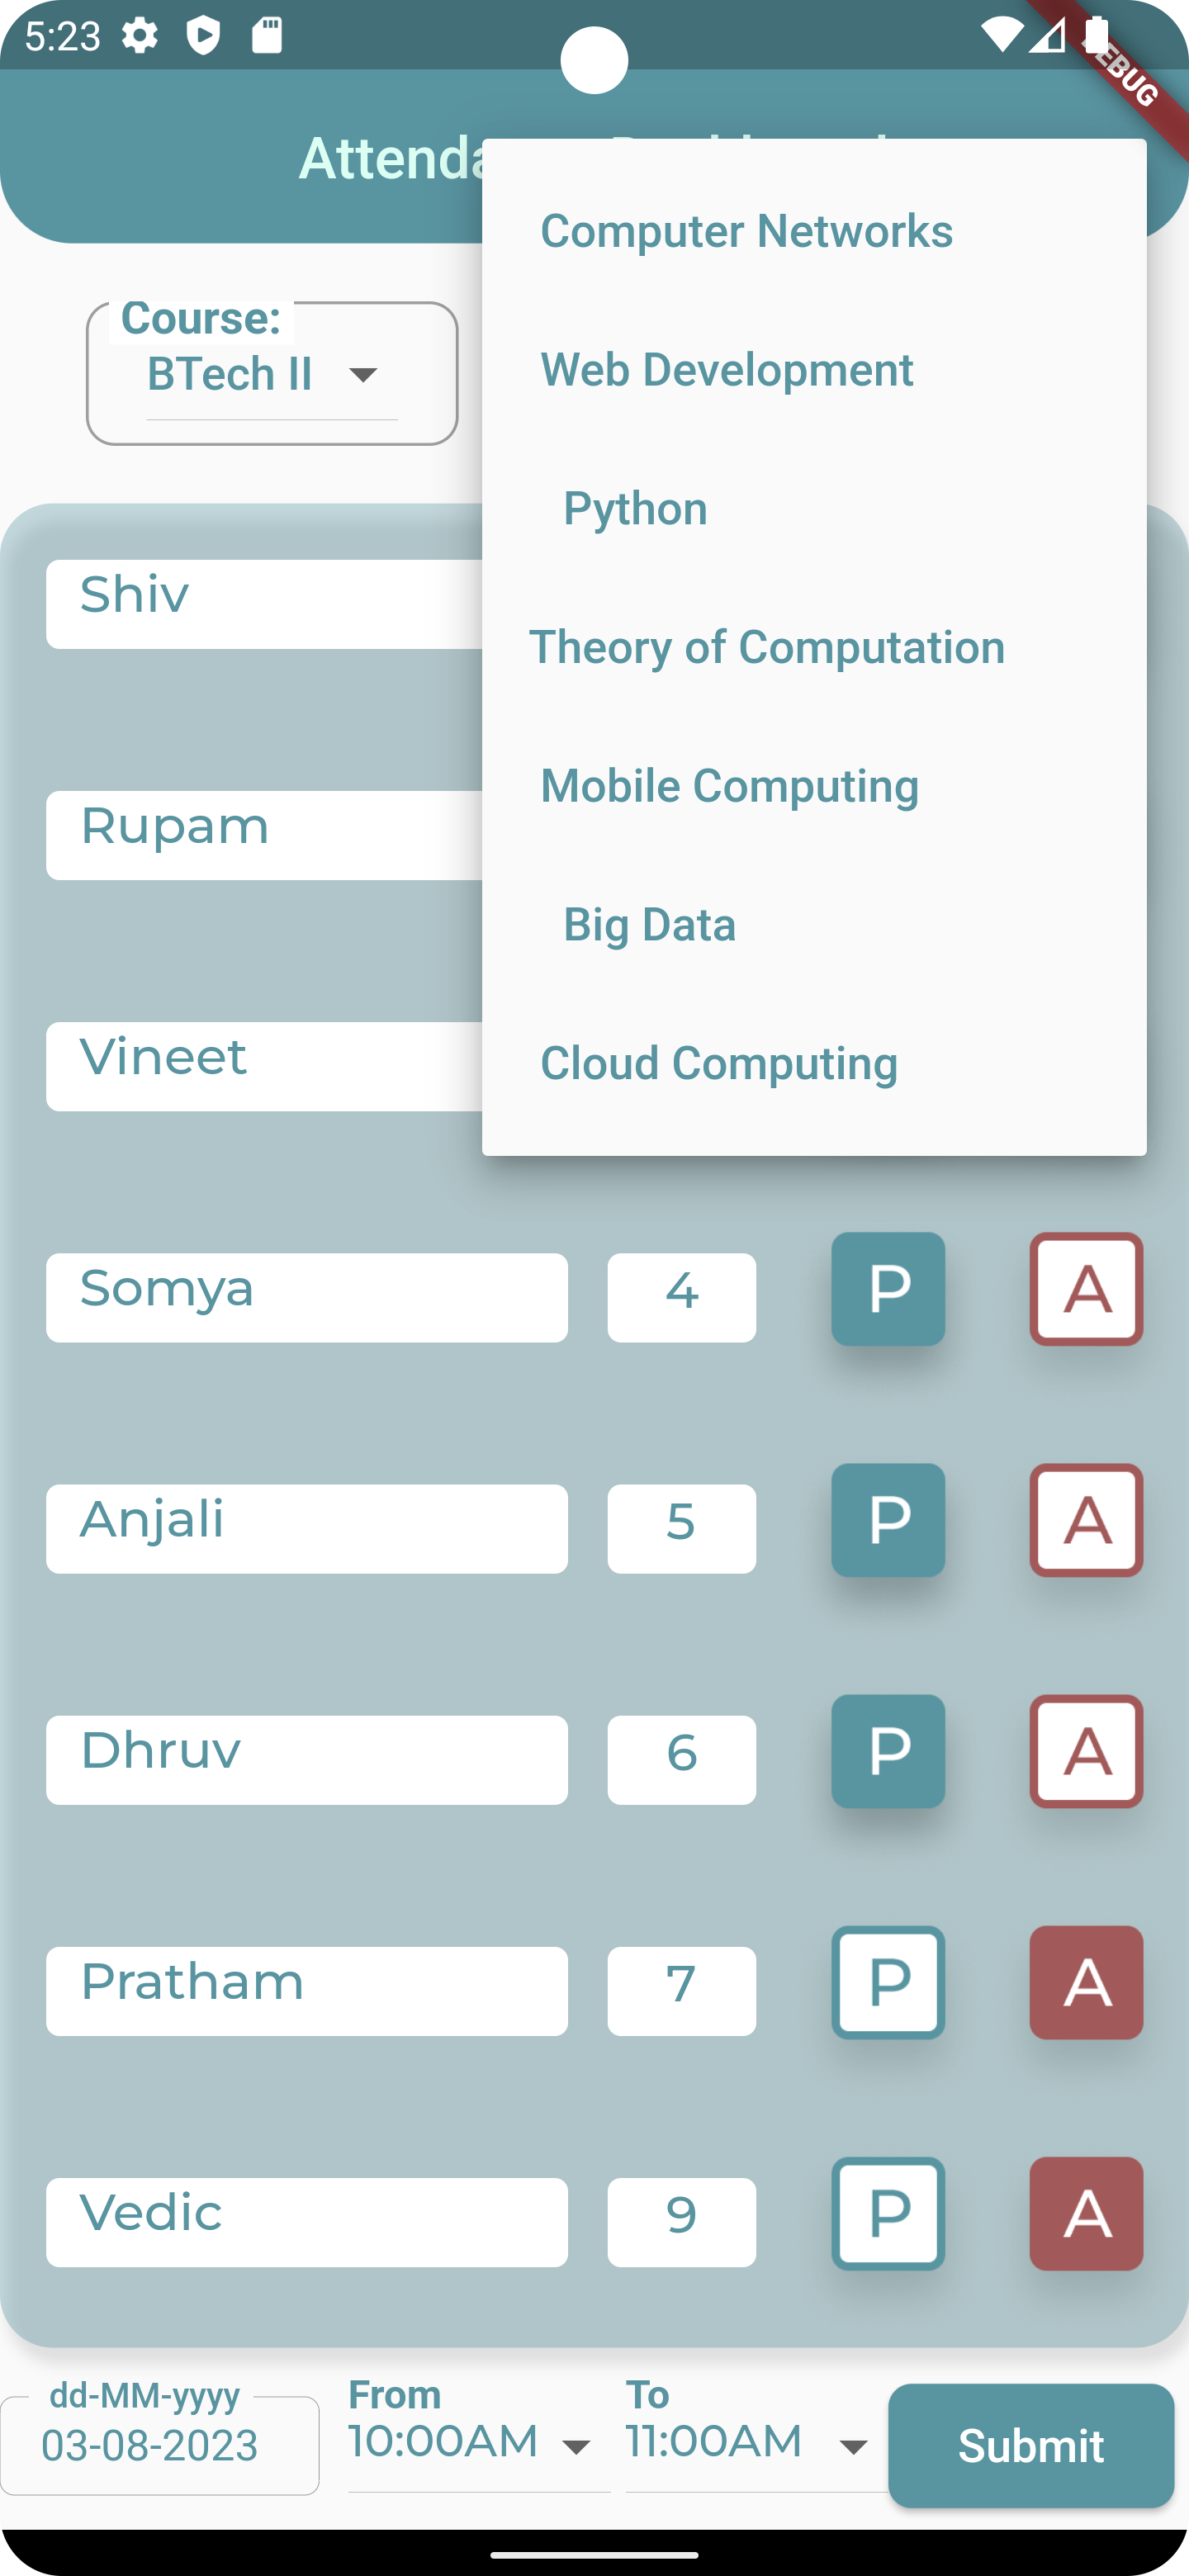 5:23
DEBUG
Attenda
Computer Networks
Course:
BTech II
Web Development
Python
Shiv
Theory of Computation
Mobile Computing
Rupam
Big Data
Vineet
Cloud Computing
Somya 4 P A
Anjali 5 P A
Dhruv 6 P A
Pratham 7 P A
Vedic 9 P A
dd-MM-yyyy From To
03-08-2023 10:00AM 11:00AM Submit